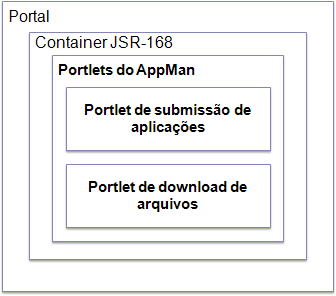 Portal
Container JSR-168
Portlets do AppMan
Portlet de submissão de
aplicações
Portlet de download de
arquivos